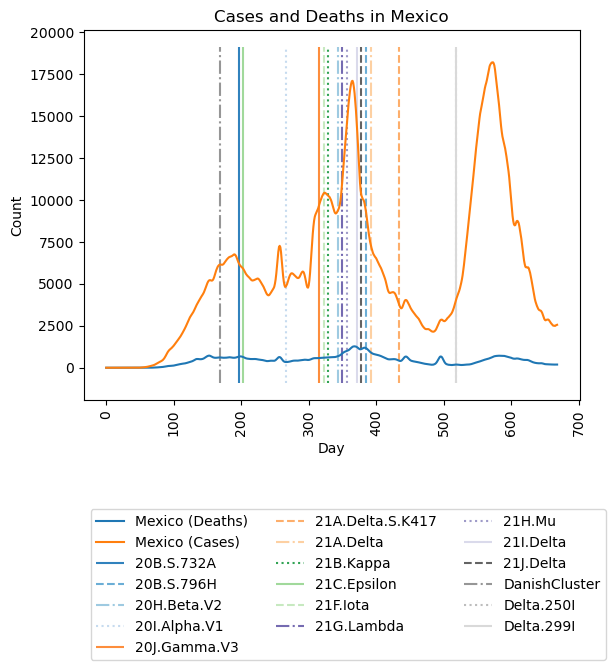 Cases and Deaths in Mexico
20000
17500
15000
12500
10000
7500
5000
2500
0
Count
0 100 200 300 400 500 600 700
Day
Mexico (Deaths)
Mexico (Cases)
20B.S.732A
20B.S.796H
20H.Beta.V2
20I.Alpha.V1
20J.Gamma.V3
21A.Delta.S.K417
21A.Delta
21B.Kappa
21C.Epsilon
21F.Iota
21G.Lambda
21H.Mu
21I.Delta
21J.Delta
DanishCluster
Delta.250I
Delta.299I